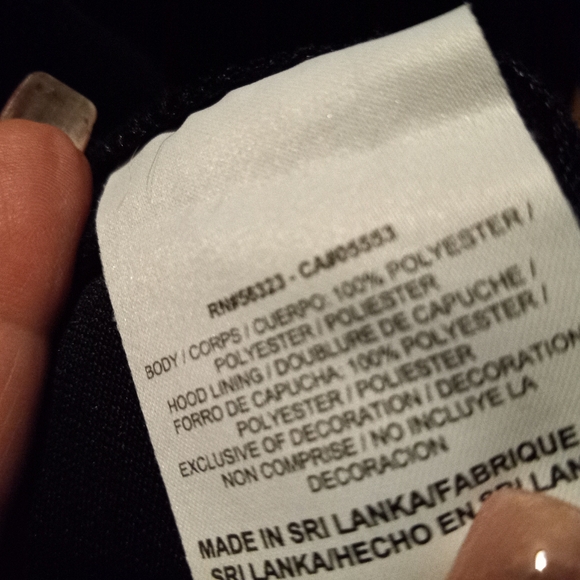 RN#56323 - CA#05553
BODY / CORPS / CUERPO: 100% POLYESTER /
POLYESTER / POLIESTER
HOOD LINING / DOUBLURE DE CAPUCHE /
FORRO DE CAPUCHA: 100% POLYESTER /
POLYESTER / POLIESTER
EXCLUSIVE OF DECORATION / DECORATION
NON COMPRISE / NO INCLUYE LA
DECORACION
MADE IN SRI LANKA/FABRIQUE
SRI LANKA/HECHO EN SRI LAN